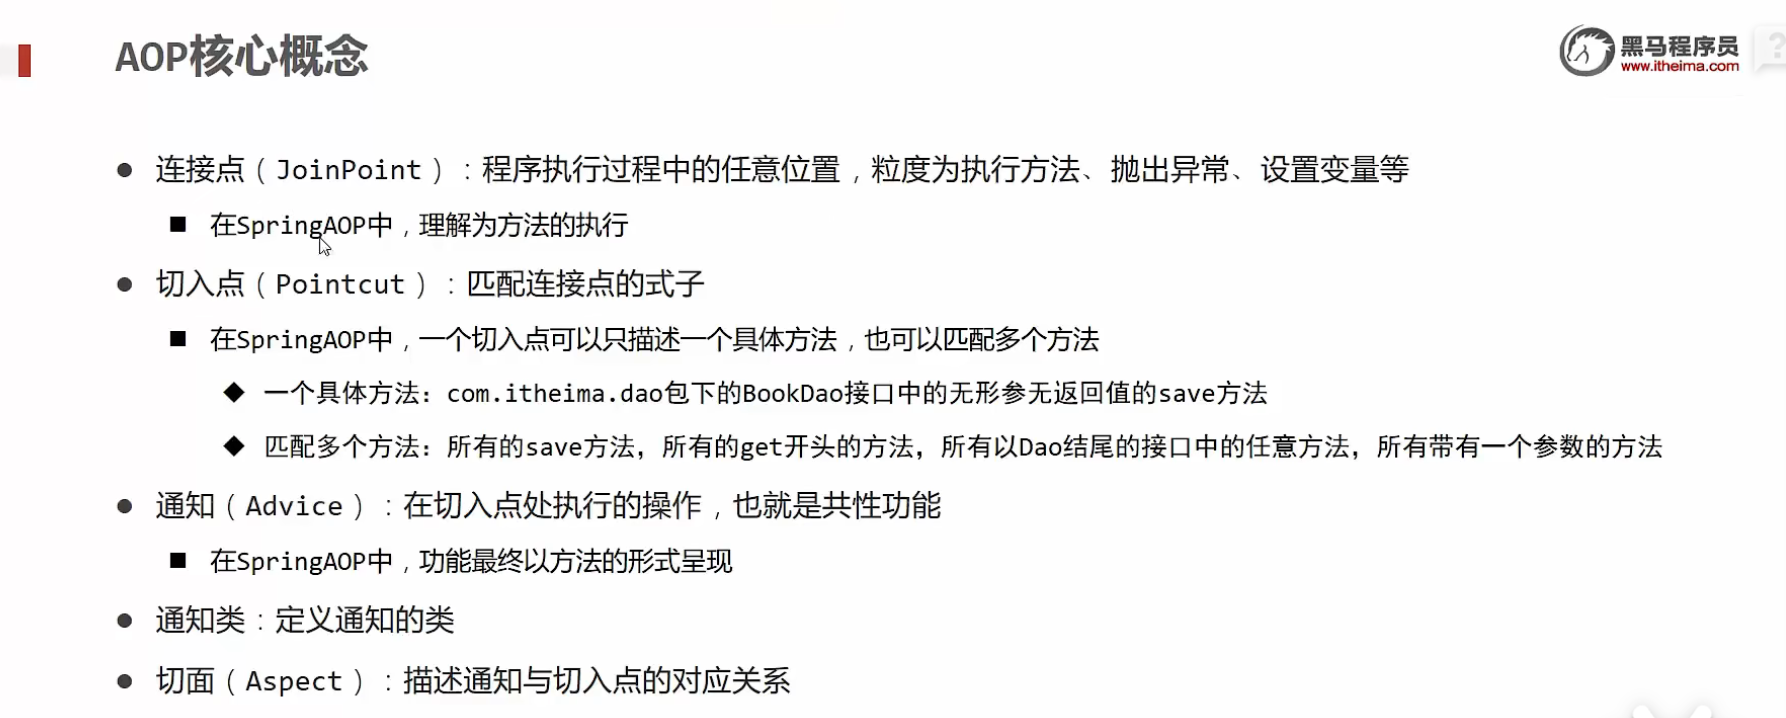 AOP核心概念
黑马程序员
www.itheima.com
?
● 连接点（JoinPoint）：程序执行过程中的任意位置，粒度为执行方法、抛出异常、设置变量等
■ 在SpringAOP中，理解为方法的执行
● 切入点（Pointcut）：匹配连接点的式子
■ 在SpringAOP中，一个切入点可以只描述一个具体方法，也可以匹配多个方法
◆ 一个具体方法：com.itheima.dao包下的BookDao接口中的无形参无返回值的save方法
◆ 匹配多个方法：所有的save方法，所有的get开头的方法，所有以Dao结尾的接口中的任意方法，所有带有一个参数的方法
● 通知（Advice）：在切入点处执行的操作，也就是共性功能
■ 在SpringAOP中，功能最终以方法的形式呈现
● 通知类：定义通知的类
● 切面（Aspect）：描述通知与切入点的对应关系